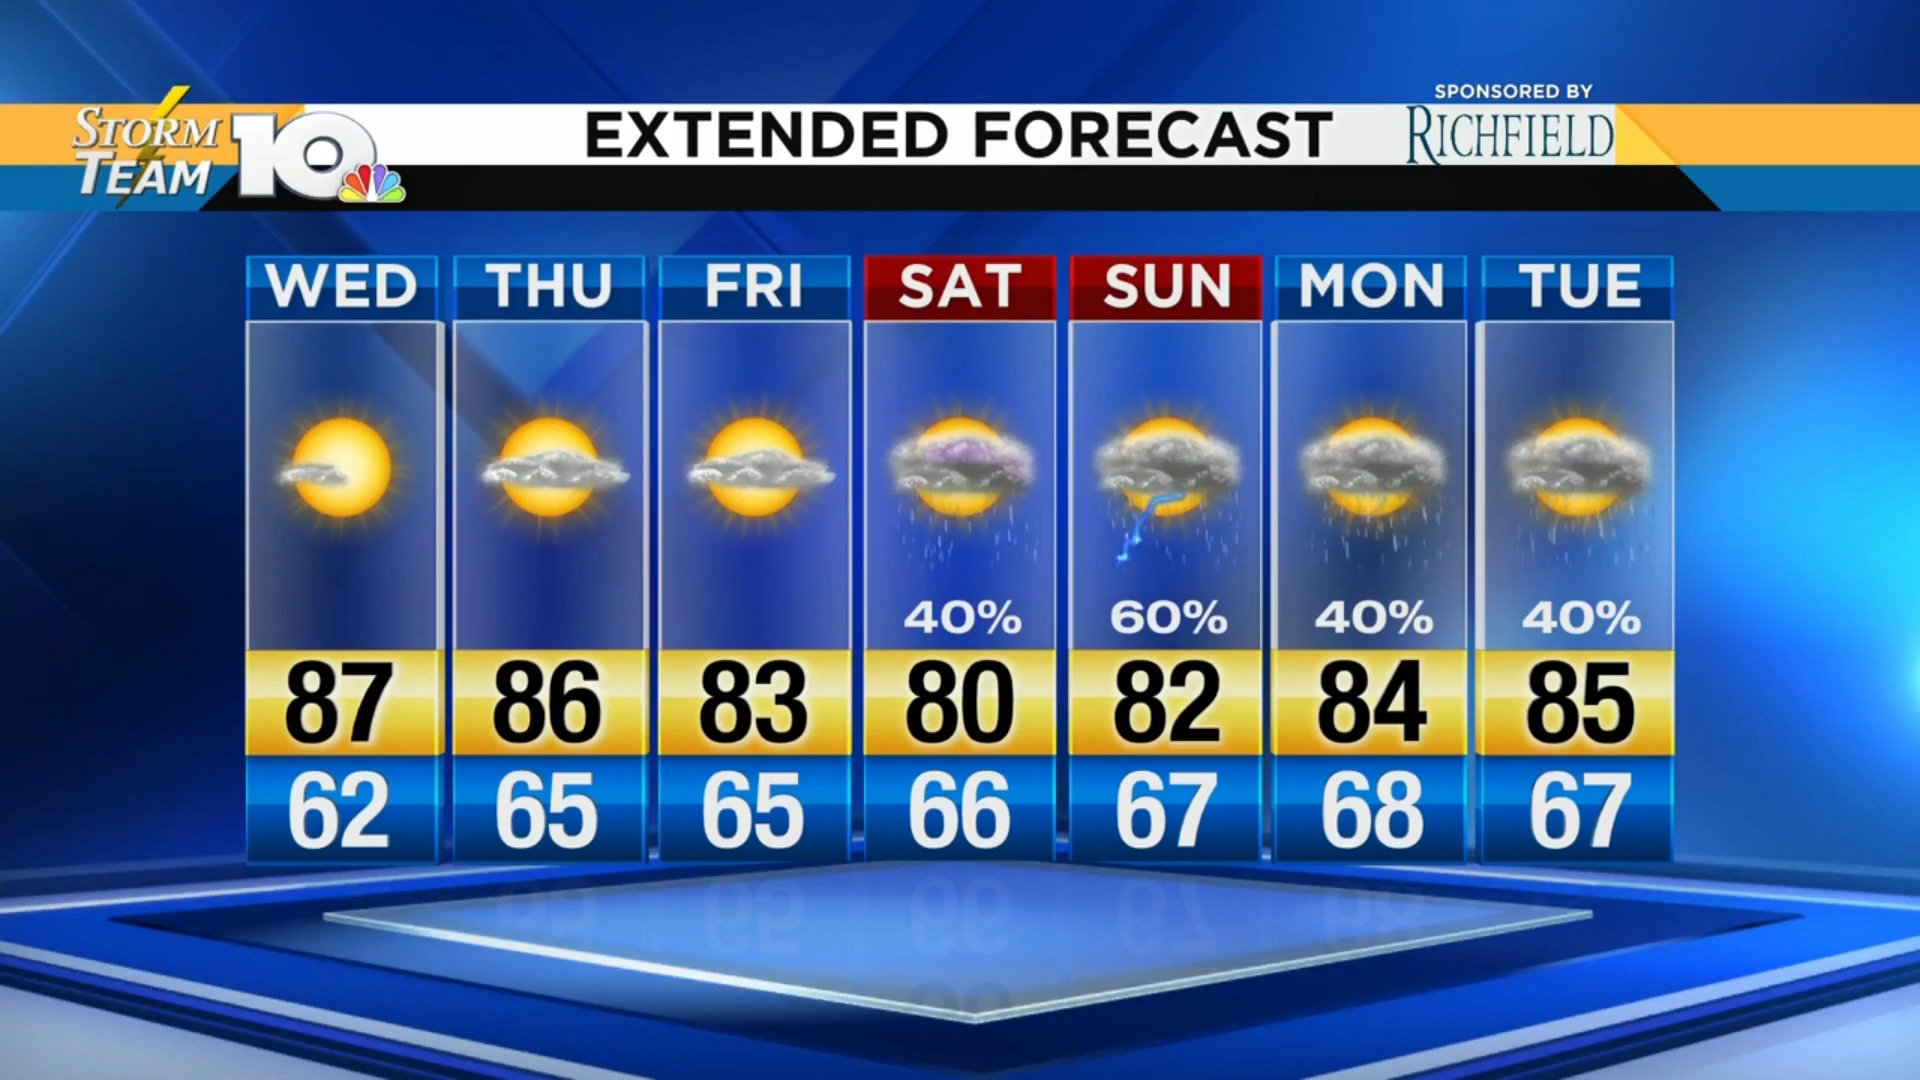 SPONSORED BY
STORM TEAM 10
EXTENDED FORECAST
RICHFIELD
WED THU FRI SAT SUN MON TUE
40% 60% 40% 40%
87 86 83 80 82 84 85
62 65 65 66 67 68 67